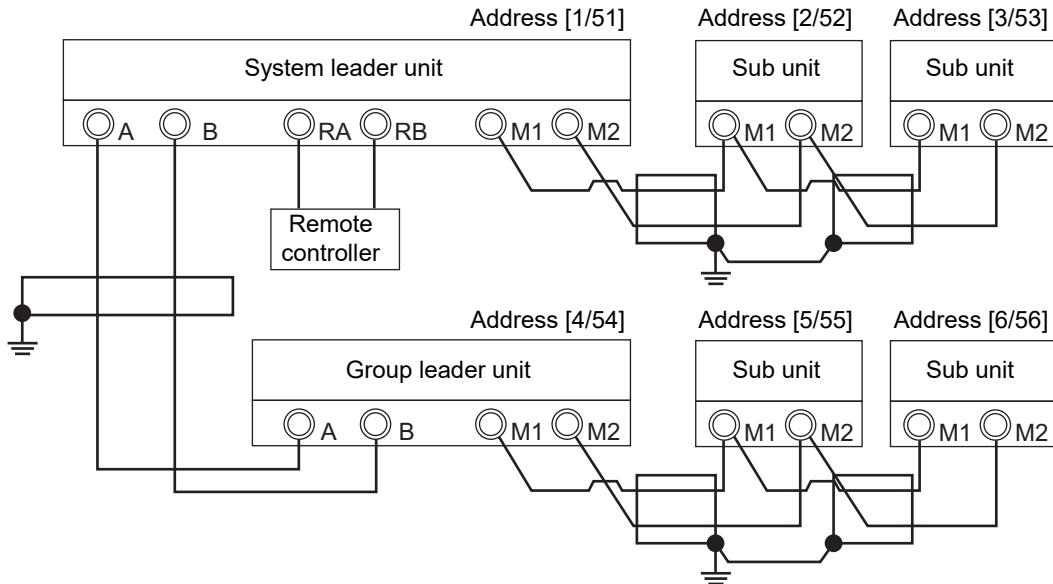 Address [1/51]
Address [2/52]
Address [3/53]
System leader unit
Sub unit
Sub unit
A
B
RA
RB
M1
M2
M1
M2
M1
M2
Remote
controller
Address [4/54]
Address [5/55]
Address [6/56]
Group leader unit
Sub unit
Sub unit
A
B
M1
M2
M1
M2
M1
M2